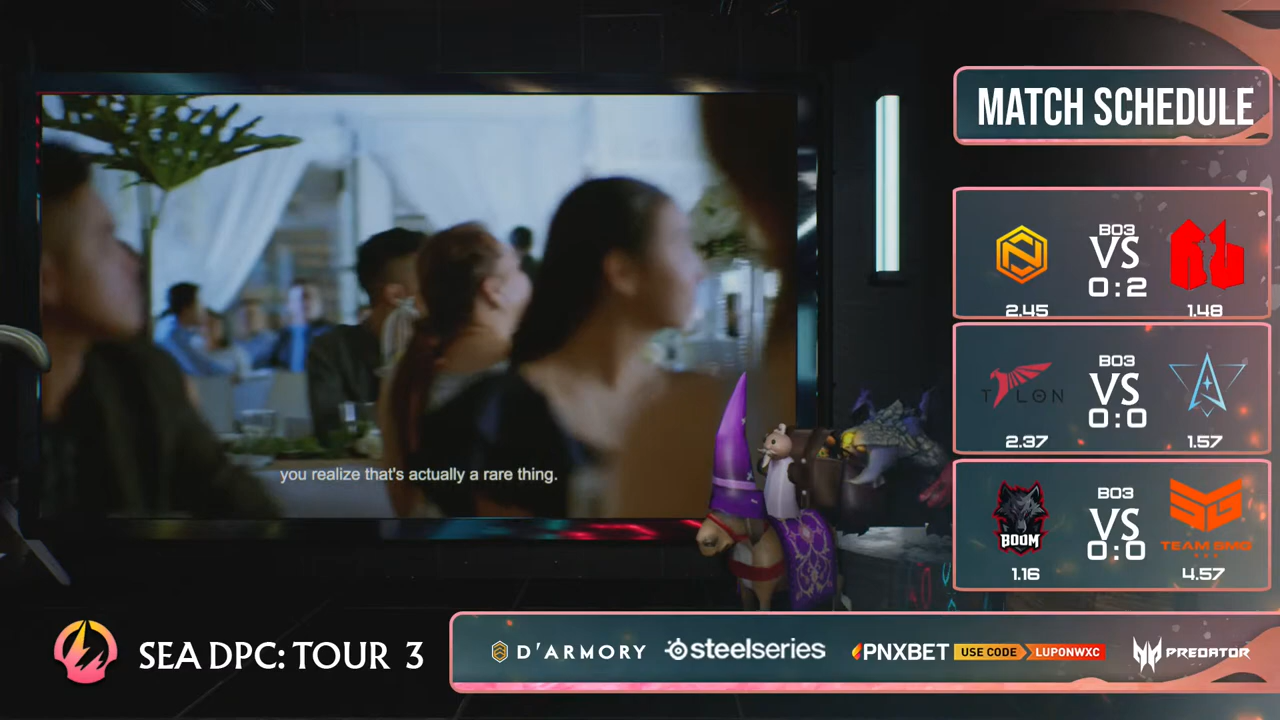 MATCH SCHEDULE
BO3
VS
0:2
2.45
1.48
TALON
BO3
VS
0:0
2.37
1.57
BOOM
BO3
VS
0:0
TEAM SMG
1.16
4.57
you realize that's actually a rare thing.
SEA DPC: TOUR 3
D'ARMORY
steelseries
PNXBET USE CODE LUPONWXC
PREDATOR